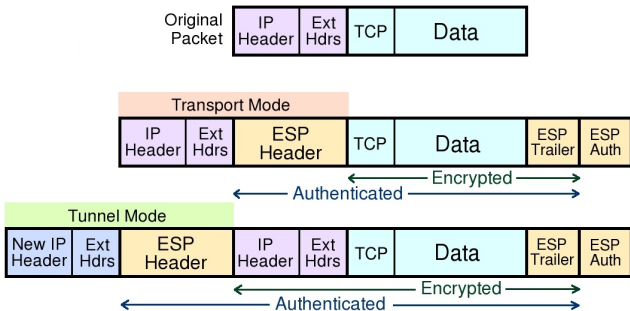 Original Packet
IP Header
Ext Hdrs
TCP
Data
Transport Mode
IP Header
Ext Hdrs
ESP Header
TCP
Data
ESP Trailer
ESP Auth
Encrypted
Authenticated
Tunnel Mode
New IP Header
Ext Hdrs
ESP Header
IP Header
Ext Hdrs
TCP
Data
ESP Trailer
ESP Auth
Encrypted
Authenticated